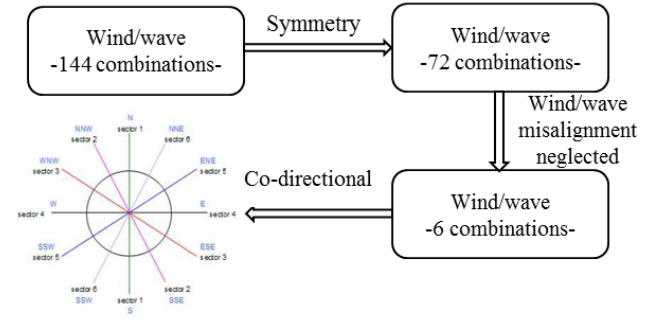 Wind/wave
-144 combinations-
Symmetry
Wind/wave
-72 combinations-
Wind/wave
misalignment
neglected
Wind/wave
-6 combinations-
Co-directional
N
sector 1
NNW
sector 2
NNE
sector 6
WNW
sector 3
ENE
sector 5
W
sector 4
E
sector 4
SSW
sector 5
ESE
sector 3
sector 6
SSW
sector 1
S
sector 2
SSE